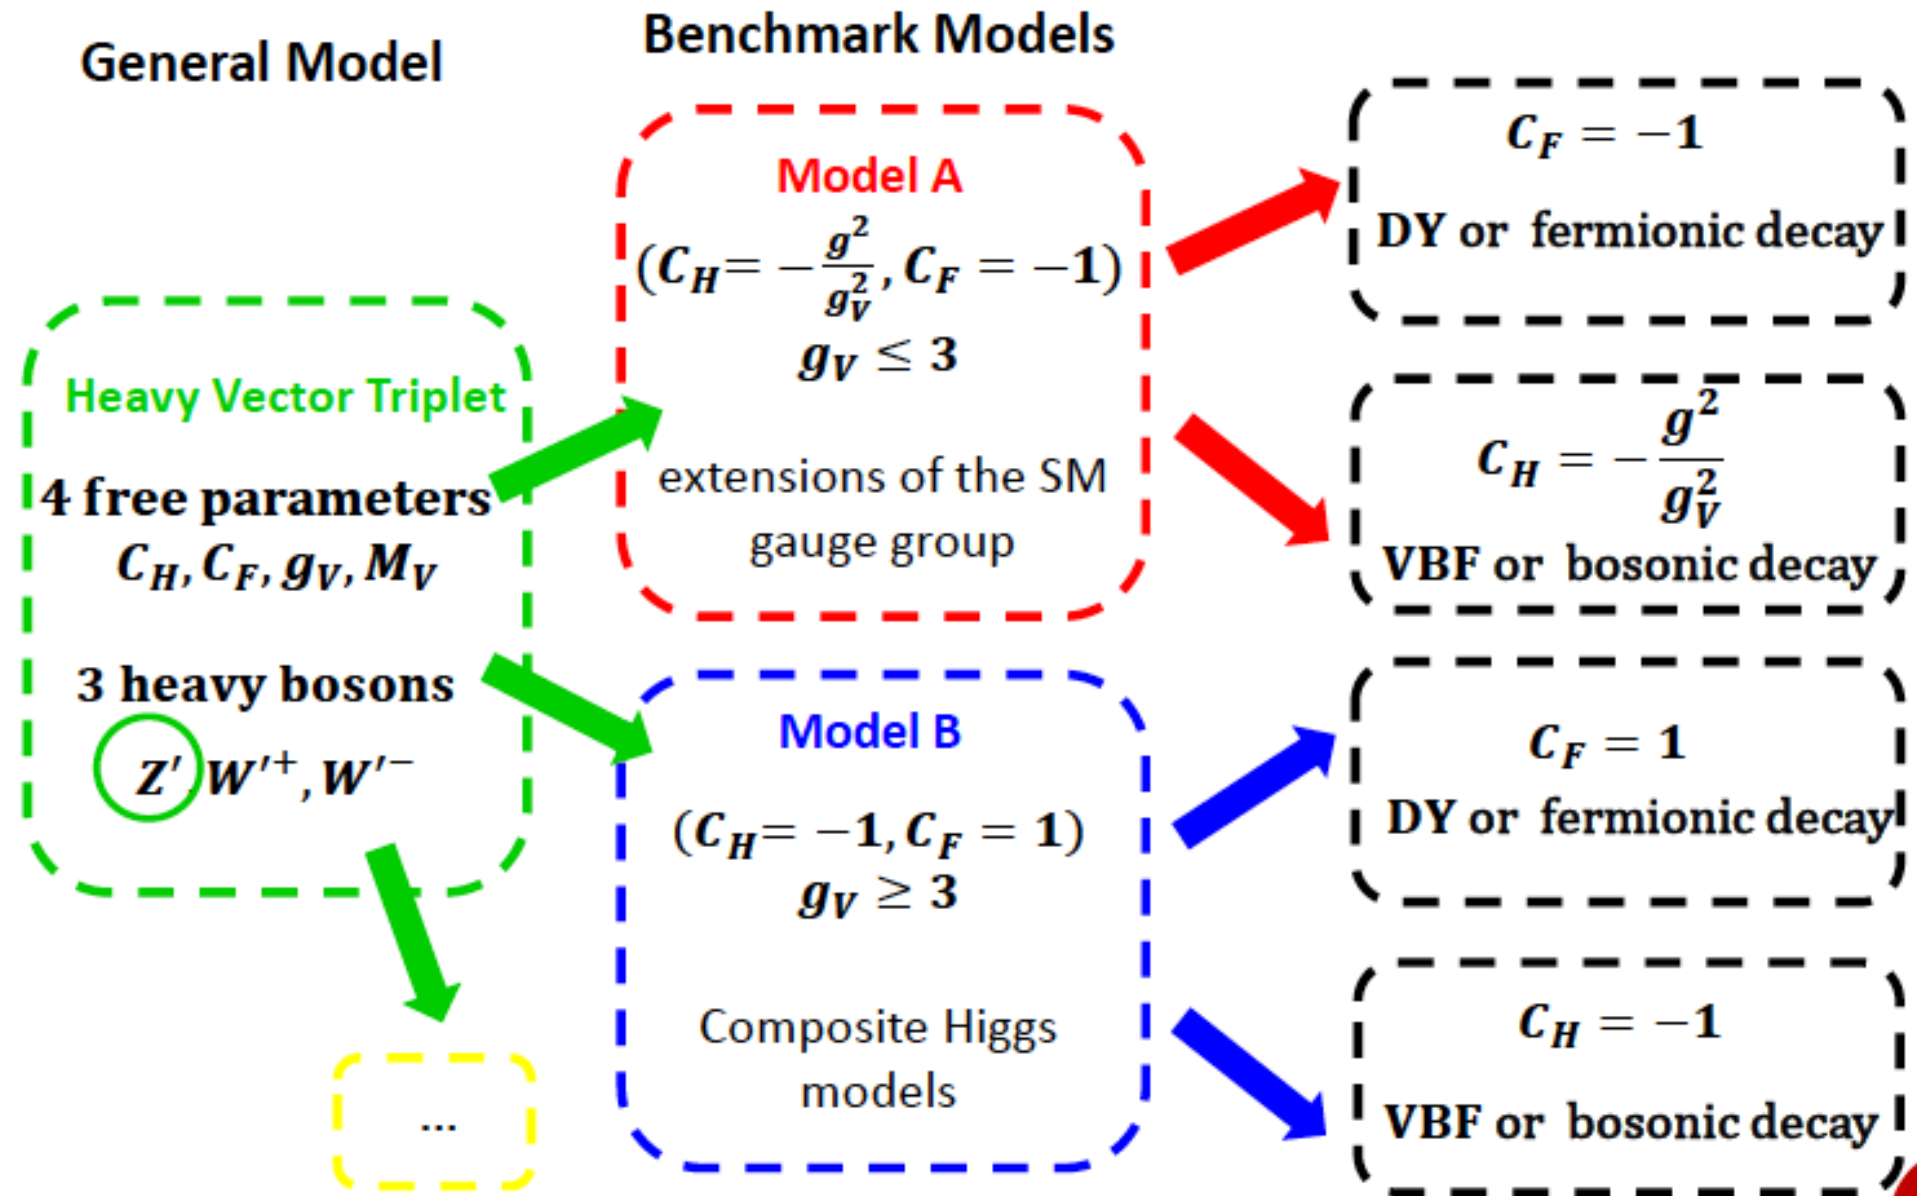 General Model
Heavy Vector Triplet
4 free parameters
C_H, C_F, g_V, M_V
3 heavy bosons
Z′, W′⁺, W′⁻
...
Benchmark Models
Model A
(C_H = −g²/g_V², C_F = −1)
g_V ≤ 3
extensions of the SM
gauge group
Model B
(C_H = −1, C_F = 1)
g_V ≥ 3
Composite Higgs
models
C_F = −1
DY or fermionic decay
C_H = −g²/g_V²
VBF or bosonic decay
C_F = 1
DY or fermionic decay
C_H = −1
VBF or bosonic decay